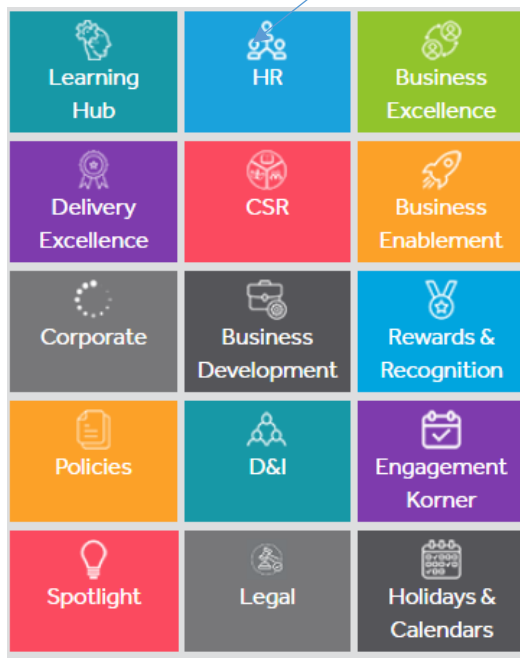 Learning
Hub
HR
Business
Excellence
Delivery
Excellence
CSR
Business
Enablement
Corporate
Business
Development
Rewards &
Recognition
Policies
D&I
Engagement
Korner
Spotlight
Legal
Holidays &
Calendars